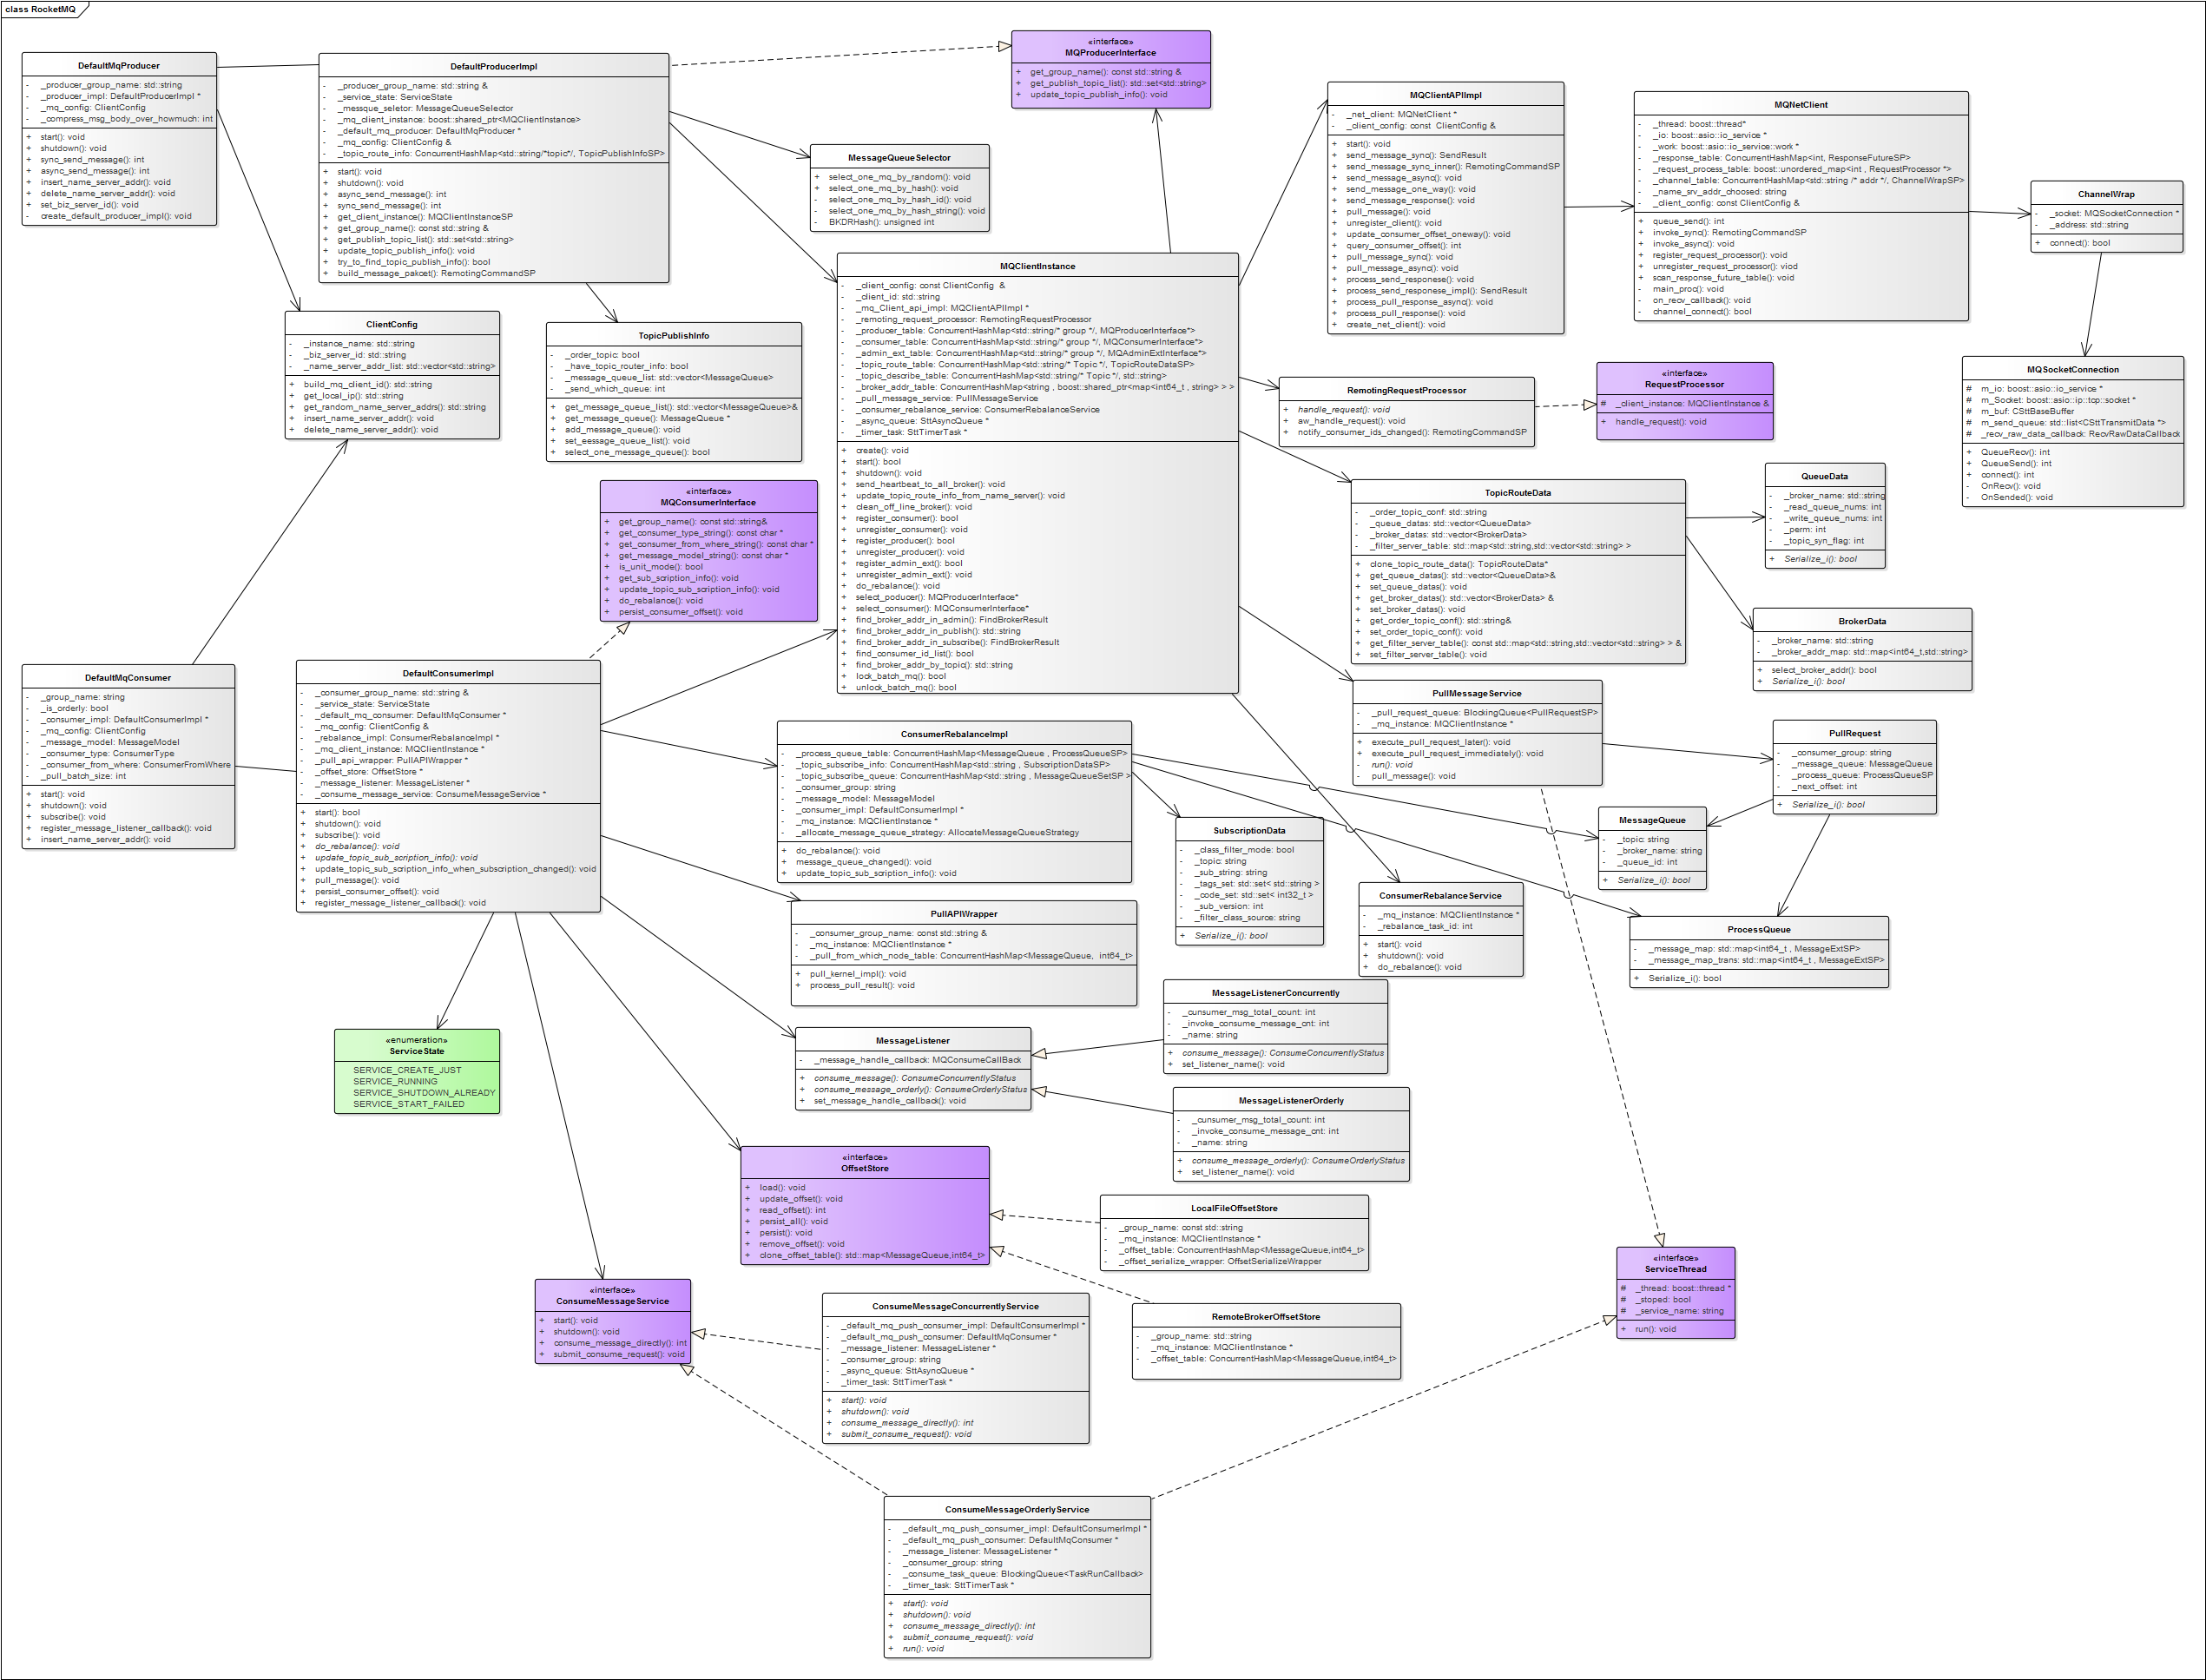 class RocketMQ
DefaultMqProducer
- _producer_group_name: std::string
- _producer_impl: DefaultProducerImpl *
- _mq_config: ClientConfig
- _compress_msg_body_over_howmuch: int
+ start(): void
+ shutdown(): void
+ sync_send_message(): int
+ async_send_message(): int
+ insert_name_server_addr(): void
+ delete_name_server_addr(): void
+ set_biz_server_id(): void
- create_default_producer_impl(): void
DefaultProducerImpl
- _producer_group_name: std::string &
- _service_state: ServiceState
- _messque_seletor: MessageQueueSelector
- _mq_client_instance: boost::shared_ptr<MQClientInstance>
- _default_mq_producer: DefaultMqProducer *
- _mq_config: ClientConfig &
- _topic_route_info: ConcurrentHashMap<std::string/*topic*/, TopicPublishInfoSP>
+ start(): void
+ shutdown(): void
+ async_send_message(): int
+ sync_send_message(): int
+ get_client_instance(): MQClientInstanceSP
+ get_group_name(): const std::string &
+ get_publish_topic_list(): std::set<std::string>
+ update_topic_publish_info(): void
+ try_to_find_topic_publish_info(): bool
+ build_message_pakcet(): RemotingCommandSP
«interface»
MQProducerInterface
+ get_group_name(): const std::string &
+ get_publish_topic_list(): std::set<std::string>
+ update_topic_publish_info(): void
MessageQueueSelector
+ select_one_mq_by_random(): void
+ select_one_mq_by_hash(): void
- select_one_mq_by_hash_id(): void
- select_one_mq_by_hash_string(): void
- BKDRHash(): unsigned int
MQClientAPIImpl
- _net_client: MQNetClient *
- _client_config: const ClientConfig &
+ start(): void
+ send_message_sync(): SendResult
+ send_message_sync_inner(): RemotingCommandSP
+ send_message_async(): void
+ send_message_one_way(): void
+ send_message_response(): void
+ pull_message(): void
+ unregister_client(): void
+ update_consumer_offset_oneway(): void
+ query_consumer_offset(): int
+ pull_message_sync(): void
+ pull_message_async(): void
+ process_send_responese(): void
+ process_send_responese_impl(): SendResult
+ process_pull_response_async(): void
+ process_pull_response(): void
+ create_net_client(): void
MQNetClient
- _thread: boost::thread*
- _io: boost::asio::io_service *
- _work: boost::asio::io_service::work *
- _response_table: ConcurrentHashMap<int, ResponseFutureSP>
- _request_process_table: boost::unordered_map<int , RequestProcessor *>
- _channel_table: ConcurrentHashMap<std::string /* addr */, ChannelWrapSP>
- _name_srv_addr_choosed: string
- _client_config: const ClientConfig &
+ queue_send(): int
+ invoke_sync(): RemotingCommandSP
+ invoke_async(): void
+ register_request_processor(): void
+ unregister_request_processor(): viod
+ scan_response_future_table(): void
- main_proc(): void
- on_recv_callback(): void
- channel_connect(): bool
ChannelWrap
- _socket: MQSocketConnection *
- _address: std::string
+ connect(): bool
MQClientInstance
- _client_config: const ClientConfig &
- _client_id: std::string
- _mq_Client_api_impl: MQClientAPIImpl *
- _remoting_request_processor: RemotingRequestProcessor
- _producer_table: ConcurrentHashMap<std::string/* group */, MQProducerInterface*>
- _consumer_table: ConcurrentHashMap<std::string/* group */, MQConsumerInterface*>
- _admin_ext_table: ConcurrentHashMap<std::string/* group */, MQAdminExtInterface*>
- _topic_route_table: ConcurrentHashMap<std::string/* Topic */, TopicRouteDataSP>
- _topic_describe_table: ConcurrentHashMap<std::string/* Topic */, std::string>
- _broker_addr_table: ConcurrentHashMap<string , boost::shared_ptr<map<int64_t , string> > >
- _pull_message_service: PullMessageService
- _consumer_rebalance_service: ConsumerRebalanceService
- _async_queue: SttAsyncQueue *
- _timer_task: SttTimerTask *
+ create(): void
+ start(): bool
+ shutdown(): void
+ send_heartbeat_to_all_broker(): void
+ update_topic_route_info_from_name_server(): void
+ clean_off_line_broker(): void
+ register_consumer(): bool
+ unregister_consumer(): void
+ register_producer(): bool
+ unregister_producer(): void
+ register_admin_ext(): bool
+ unregister_admin_ext(): void
+ do_rebalance(): void
+ select_poducer(): MQProducerInterface*
+ select_consumer(): MQConsumerInterface*
+ find_broker_addr_in_admin(): FindBrokerResult
+ find_broker_addr_in_publish(): std::string
+ find_broker_addr_in_subscribe(): FindBrokerResult
+ find_consumer_id_list(): bool
+ find_broker_addr_by_topic(): std::string
+ lock_batch_mq(): bool
+ unlock_batch_mq(): bool
ClientConfig
- _instance_name: std::string
- _biz_server_id: std::string
- _name_server_addr_list: std::vector<std::string>
+ build_mq_client_id(): std::string
+ get_local_ip(): std::string
+ get_random_name_server_addrs(): std::string
+ insert_name_server_addr(): void
+ delete_name_server_addr(): void
TopicPublishInfo
- _order_topic: bool
- _have_topic_router_info: bool
- _message_queue_list: std::vector<MessageQueue>
- _send_which_queue: int
+ get_message_queue_list(): std::vector<MessageQueue>&
+ get_message_queue(): MessageQueue *
+ add_message_queue(): void
+ set_eessage_queue_list(): void
+ select_one_message_queue(): bool
RemotingRequestProcessor
+ handle_request(): void
+ aw_handle_request(): void
+ notify_consumer_ids_changed(): RemotingCommandSP
«interface»
RequestProcessor
# _client_instance: MQClientInstance &
+ handle_request(): void
MQSocketConnection
# m_io: boost::asio::io_service *
# m_Socket: boost::asio::ip::tcp::socket *
# m_buf: CSttBaseBuffer
# m_send_queue: std::list<CSttTransmitData *>
# _recv_raw_data_callback: RecvRawDataCallback
+ QueueRecv(): int
+ QueueSend(): int
+ connect(): int
- OnRecv(): void
- OnSended(): void
«interface»
MQConsumerInterface
+ get_group_name(): const std::string&
+ get_consumer_type_string(): const char *
+ get_consumer_from_where_string(): const char *
+ get_message_model_string(): const char *
+ is_unit_mode(): bool
+ get_sub_scription_info(): void
+ update_topic_sub_scription_info(): void
+ do_rebalance(): void
+ persist_consumer_offset(): void
TopicRouteData
- _order_topic_conf: std::string
- _queue_datas: std::vector<QueueData>
- _broker_datas: std::vector<BrokerData>
- _filter_server_table: std::map<std::string,std::vector<std::string> >
+ clone_topic_route_data(): TopicRouteData*
+ get_queue_datas(): std::vector<QueueData>&
+ set_queue_datas(): void
+ get_broker_datas(): std::vector<BrokerData> &
+ set_broker_datas(): void
+ get_order_topic_conf(): std::string&
+ set_order_topic_conf(): void
+ get_filter_server_table(): const std::map<std::string,std::vector<std::string> > &
+ set_filter_server_table(): void
QueueData
- _broker_name: std::string
- _read_queue_nums: int
- _write_queue_nums: int
- _perm: int
- _topic_syn_flag: int
+ Serialize_i(): bool
BrokerData
- _broker_name: std::string
- _broker_addr_map: std::map<int64_t,std::string>
+ select_broker_addr(): bool
+ Serialize_i(): bool
DefaultMqConsumer
- _group_name: string
- _is_orderly: bool
- _consumer_impl: DefaultConsumerImpl *
- _mq_config: ClientConfig
- _message_model: MessageModel
- _consumer_type: ConsumerType
- _consumer_from_where: ConsumerFromWhere
- _pull_batch_size: int
+ start(): void
+ shutdown(): void
+ subscribe(): void
+ register_message_listener_callback(): void
+ insert_name_server_addr(): void
DefaultConsumerImpl
- _consumer_group_name: std::string &
- _service_state: ServiceState
- _default_mq_consumer: DefaultMqConsumer *
- _mq_config: ClientConfig &
- _rebalance_impl: ConsumerRebalanceImpl *
- _mq_client_instance: MQClientInstance *
- _pull_api_wrapper: PullAPIWrapper *
- _offset_store: OffsetStore *
- _message_listener: MessageListener *
- _consume_message_service: ConsumeMessageService *
+ start(): bool
+ shutdown(): void
+ subscribe(): void
+ do_rebalance(): void
+ update_topic_sub_scription_info(): void
+ update_topic_sub_scription_info_when_subscription_changed(): void
+ pull_message(): void
+ persist_consumer_offset(): void
+ register_message_listener_callback(): void
ConsumerRebalanceImpl
- _process_queue_table: ConcurrentHashMap<MessageQueue , ProcessQueueSP>
- _topic_subscribe_info: ConcurrentHashMap<std::string , SubscriptionDataSP>
- _topic_subscribe_queue: ConcurrentHashMap<std::string , MessageQueueSetSP >
- _consumer_group: string
- _message_model: MessageModel
- _consumer_impl: DefaultConsumerImpl *
- _mq_instance: MQClientInstance *
- _allocate_message_queue_strategy: AllocateMessageQueueStrategy
+ do_rebalance(): void
+ message_queue_changed(): void
+ update_topic_sub_scription_info(): void
PullMessageService
- _pull_request_queue: BlockingQueue<PullRequestSP>
- _mq_instance: MQClientInstance *
+ execute_pull_request_later(): void
+ execute_pull_request_immediately(): void
+ run(): void
- pull_message(): void
PullRequest
- _consumer_group: string
- _message_queue: MessageQueue
- _process_queue: ProcessQueueSP
- _next_offset: int
+ Serialize_i(): bool
SubscriptionData
- _class_filter_mode: bool
- _topic: string
- _sub_string: string
- _tags_set: std::set< std::string >
- _code_set: std::set< int32_t >
- _sub_version: int
- _filter_class_source: string
+ Serialize_i(): bool
MessageQueue
- _topic: string
- _broker_name: string
- _queue_id: int
+ Serialize_i(): bool
ConsumerRebalanceService
- _mq_instance: MQClientInstance *
- _rebalance_task_id: int
+ start(): void
+ shutdown(): void
+ do_rebalance(): void
PullAPIWrapper
- _consumer_group_name: const std::string &
- _mq_instance: MQClientInstance *
- _pull_from_which_node_table: ConcurrentHashMap<MessageQueue, int64_t>
+ pull_kernel_impl(): void
+ process_pull_result(): void
ProcessQueue
- _message_map: std::map<int64_t , MessageExtSP>
- _message_map_trans: std::map<int64_t , MessageExtSP>
+ Serialize_i(): bool
«enumeration»
ServiceState
SERVICE_CREATE_JUST
SERVICE_RUNNING
SERVICE_SHUTDOWN_ALREADY
SERVICE_START_FAILED
MessageListener
- _message_handle_callback: MQConsumeCallBack
+ consume_message(): ConsumeConcurrentlyStatus
+ consume_message_orderly(): ConsumeOrderlyStatus
+ set_message_handle_callback(): void
MessageListenerConcurrently
- _cunsumer_msg_total_count: int
- _invoke_consume_message_cnt: int
- _name: string
+ consume_message(): ConsumeConcurrentlyStatus
+ set_listener_name(): void
MessageListenerOrderly
- _cunsumer_msg_total_count: int
- _invoke_consume_message_cnt: int
- _name: string
+ consume_message_orderly(): ConsumeOrderlyStatus
+ set_listener_name(): void
«interface»
OffsetStore
+ load(): void
+ update_offset(): void
+ read_offset(): int
+ persist_all(): void
+ persist(): void
+ remove_offset(): void
+ clone_offset_table(): std::map<MessageQueue,int64_t>
LocalFileOffsetStore
- _group_name: const std::string
- _mq_instance: MQClientInstance *
- _offset_table: ConcurrentHashMap<MessageQueue,int64_t>
- _offset_serialize_wrapper: OffsetSerializeWrapper
RemoteBrokerOffsetStore
- _group_name: std::string
- _mq_instance: MQClientInstance *
- _offset_table: ConcurrentHashMap<MessageQueue,int64_t>
«interface»
ServiceThread
# _thread: boost::thread *
# _stoped: bool
# _service_name: string
+ run(): void
«interface»
ConsumeMessageService
+ start(): void
+ shutdown(): void
+ consume_message_directly(): int
+ submit_consume_request(): void
ConsumeMessageConcurrentlyService
- _default_mq_push_consumer_impl: DefaultConsumerImpl *
- _default_mq_push_consumer: DefaultMqConsumer *
- _message_listener: MessageListener *
- _consumer_group: string
- _async_queue: SttAsyncQueue *
- _timer_task: SttTimerTask *
+ start(): void
+ shutdown(): void
+ consume_message_directly(): int
+ submit_consume_request(): void
ConsumeMessageOrderlyService
- _default_mq_push_consumer_impl: DefaultConsumerImpl *
- _default_mq_push_consumer: DefaultMqConsumer *
- _message_listener: MessageListener *
- _consumer_group: string
- _consume_task_queue: BlockingQueue<TaskRunCallback>
- _timer_task: SttTimerTask *
+ start(): void
+ shutdown(): void
+ consume_message_directly(): int
+ submit_consume_request(): void
+ run(): void